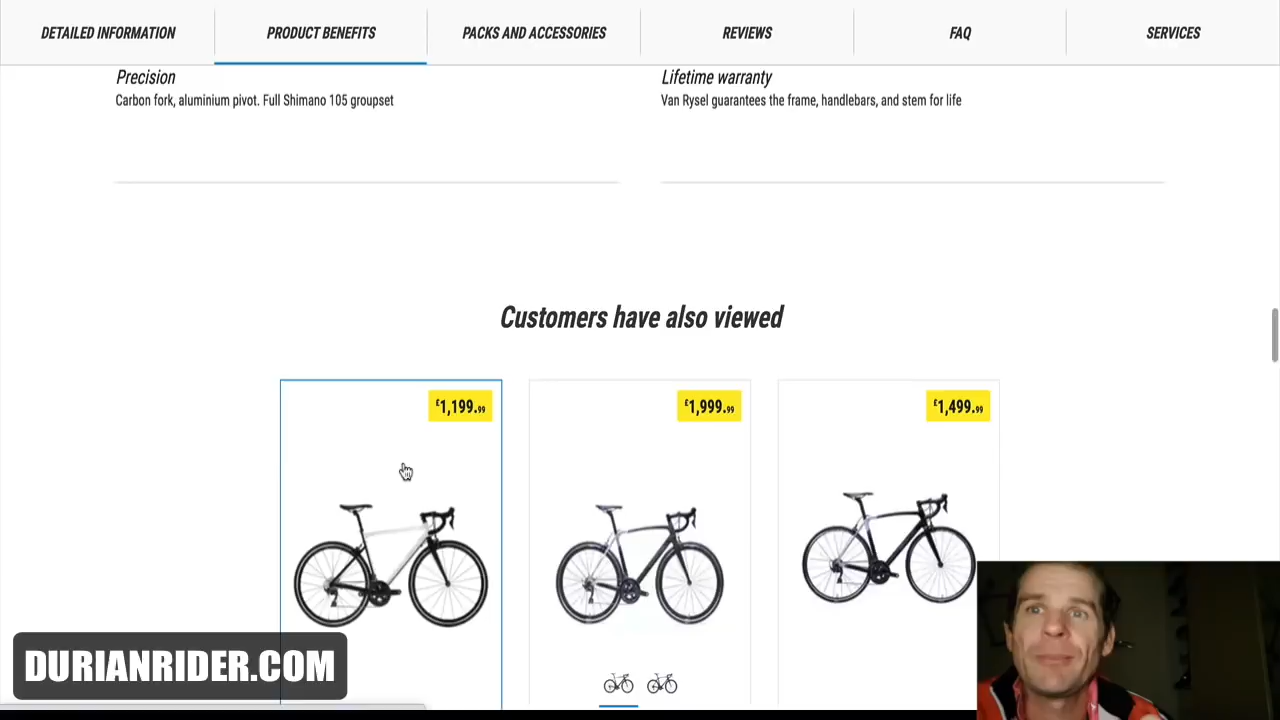 DETAILED INFORMATION
PRODUCT BENEFITS
PACKS AND ACCESSORIES
REVIEWS
FAQ
SERVICES
Precision
Carbon fork, aluminium pivot. Full Shimano 105 groupset
Lifetime warranty
Van Rysel guarantees the frame, handlebars, and stem for life
Customers have also viewed
£1,199.99
£1,999.99
£1,499.99
DURIANRIDER.COM